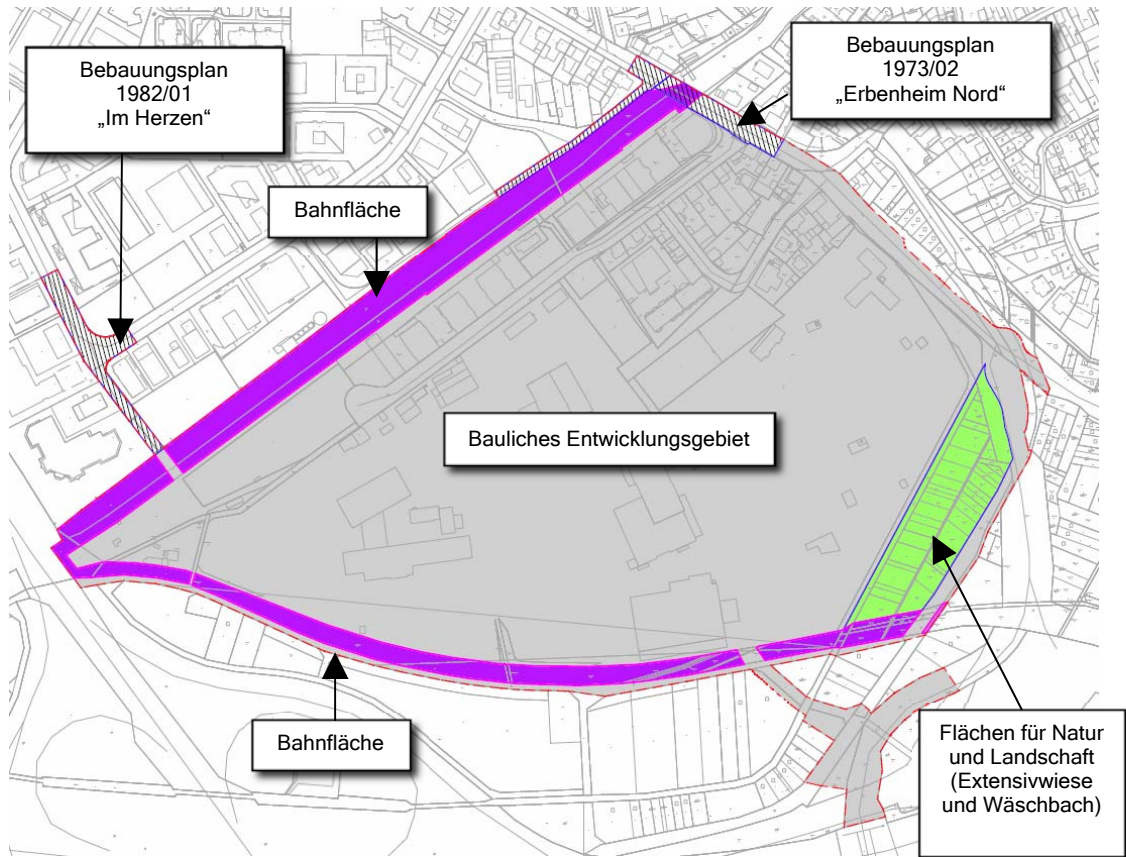 Bebauungsplan
1982/01
„Im Herzen“
Bebauungsplan
1973/02
„Erbenheim Nord“
Bahnfläche
Bauliches Entwicklungsgebiet
Bahnfläche
Flächen für Natur
und Landschaft
(Extensivwiese
und Wäschbach)